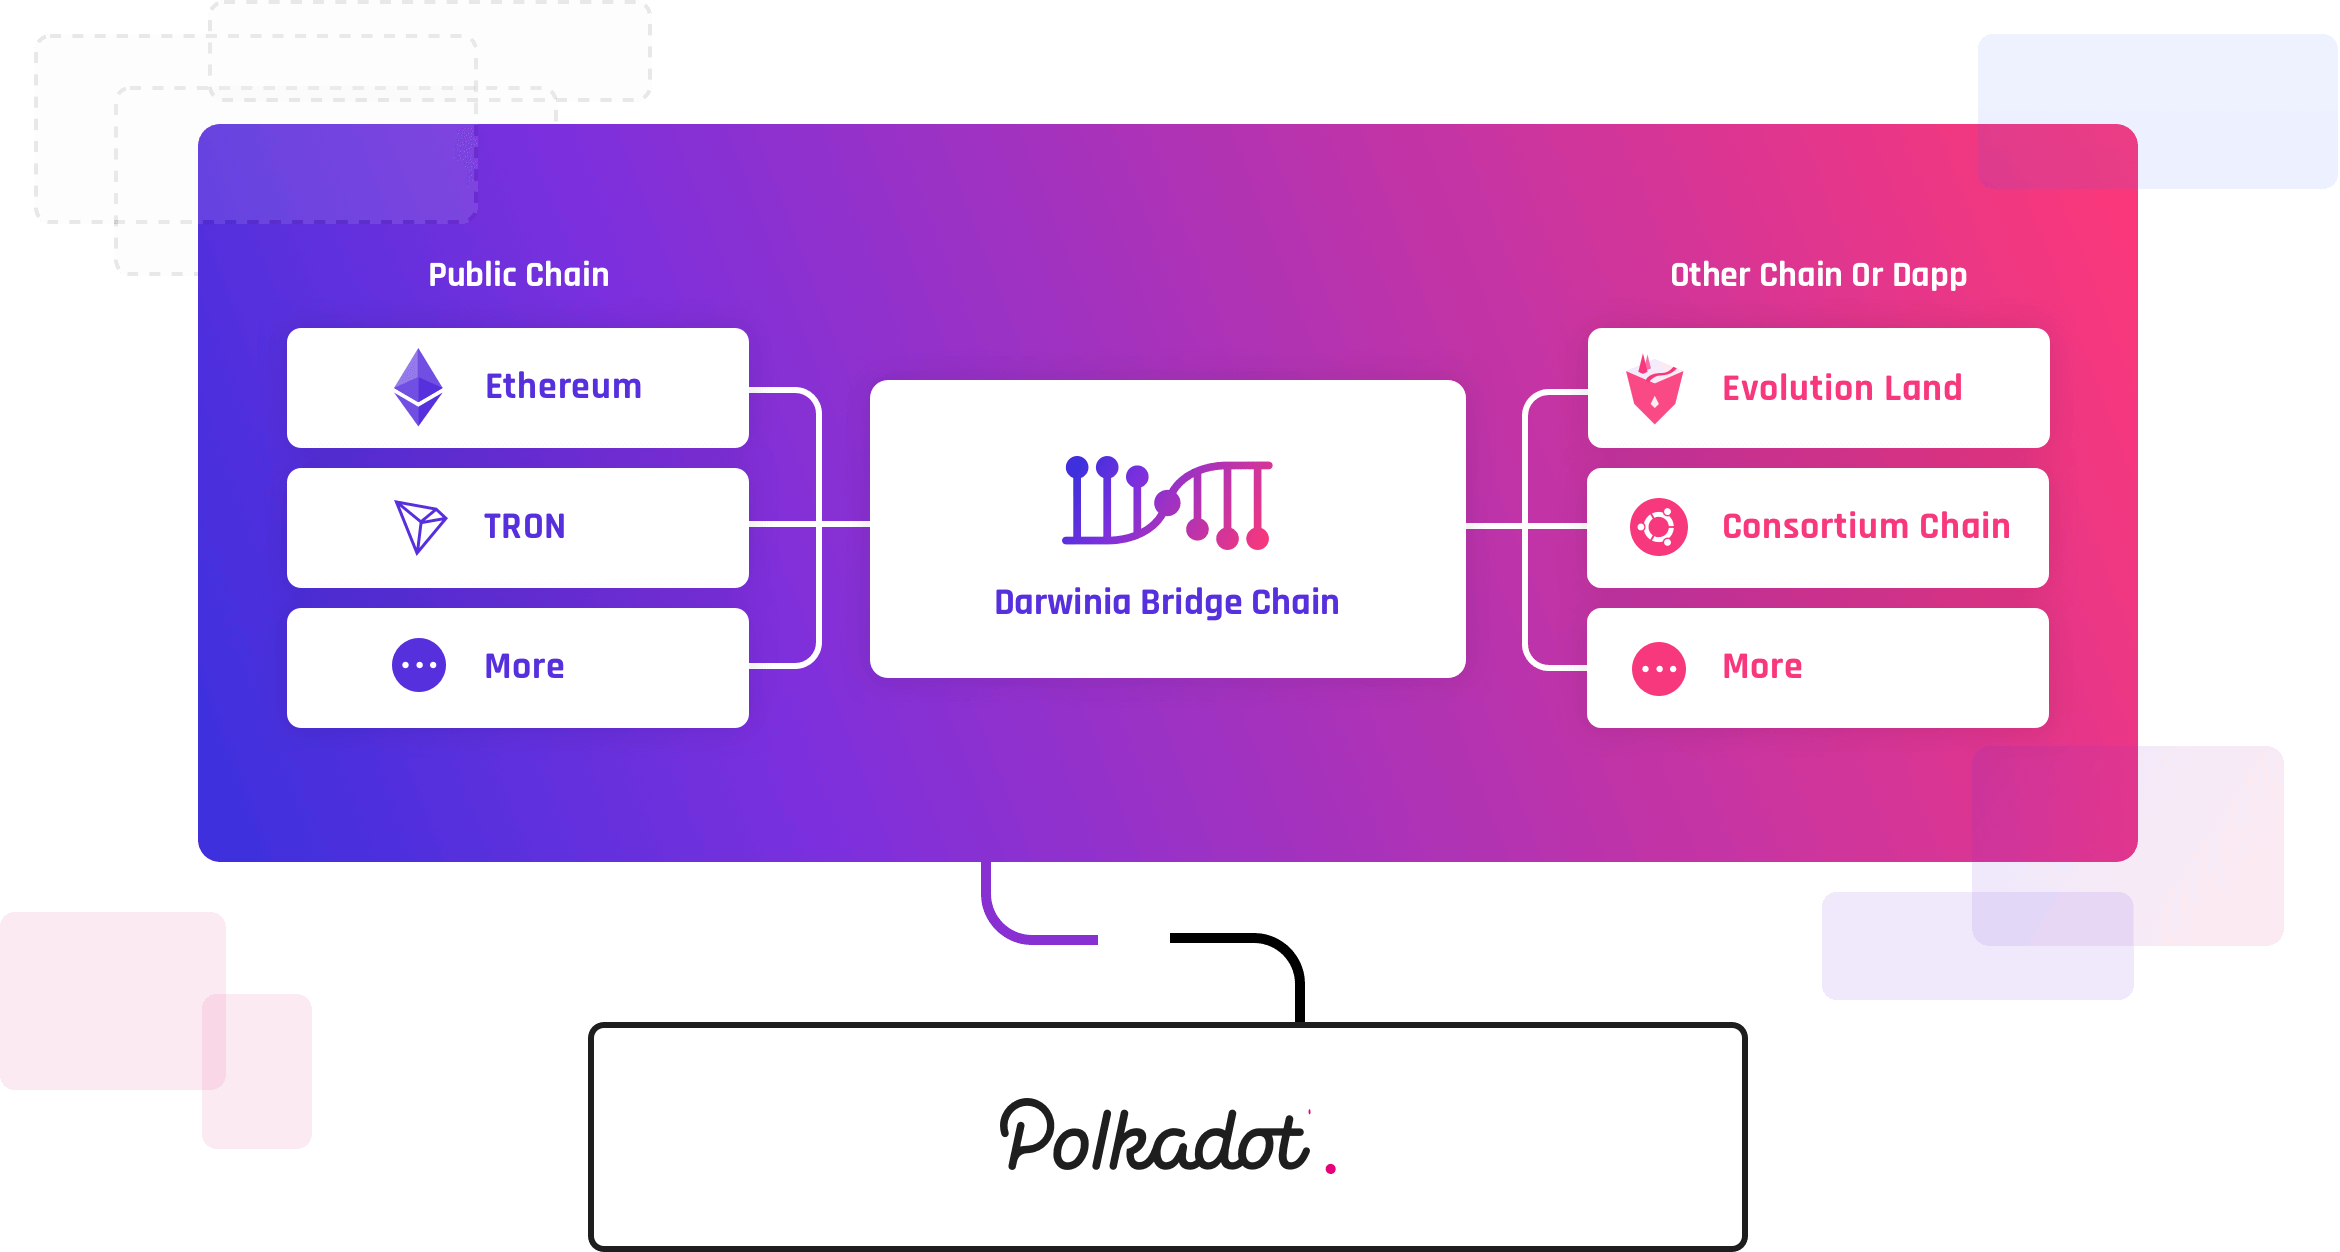 Public Chain
Ethereum
TRON
More
Darwinia Bridge Chain
Other Chain Or Dapp
Evolution Land
Consortium Chain
More
Polkadot.